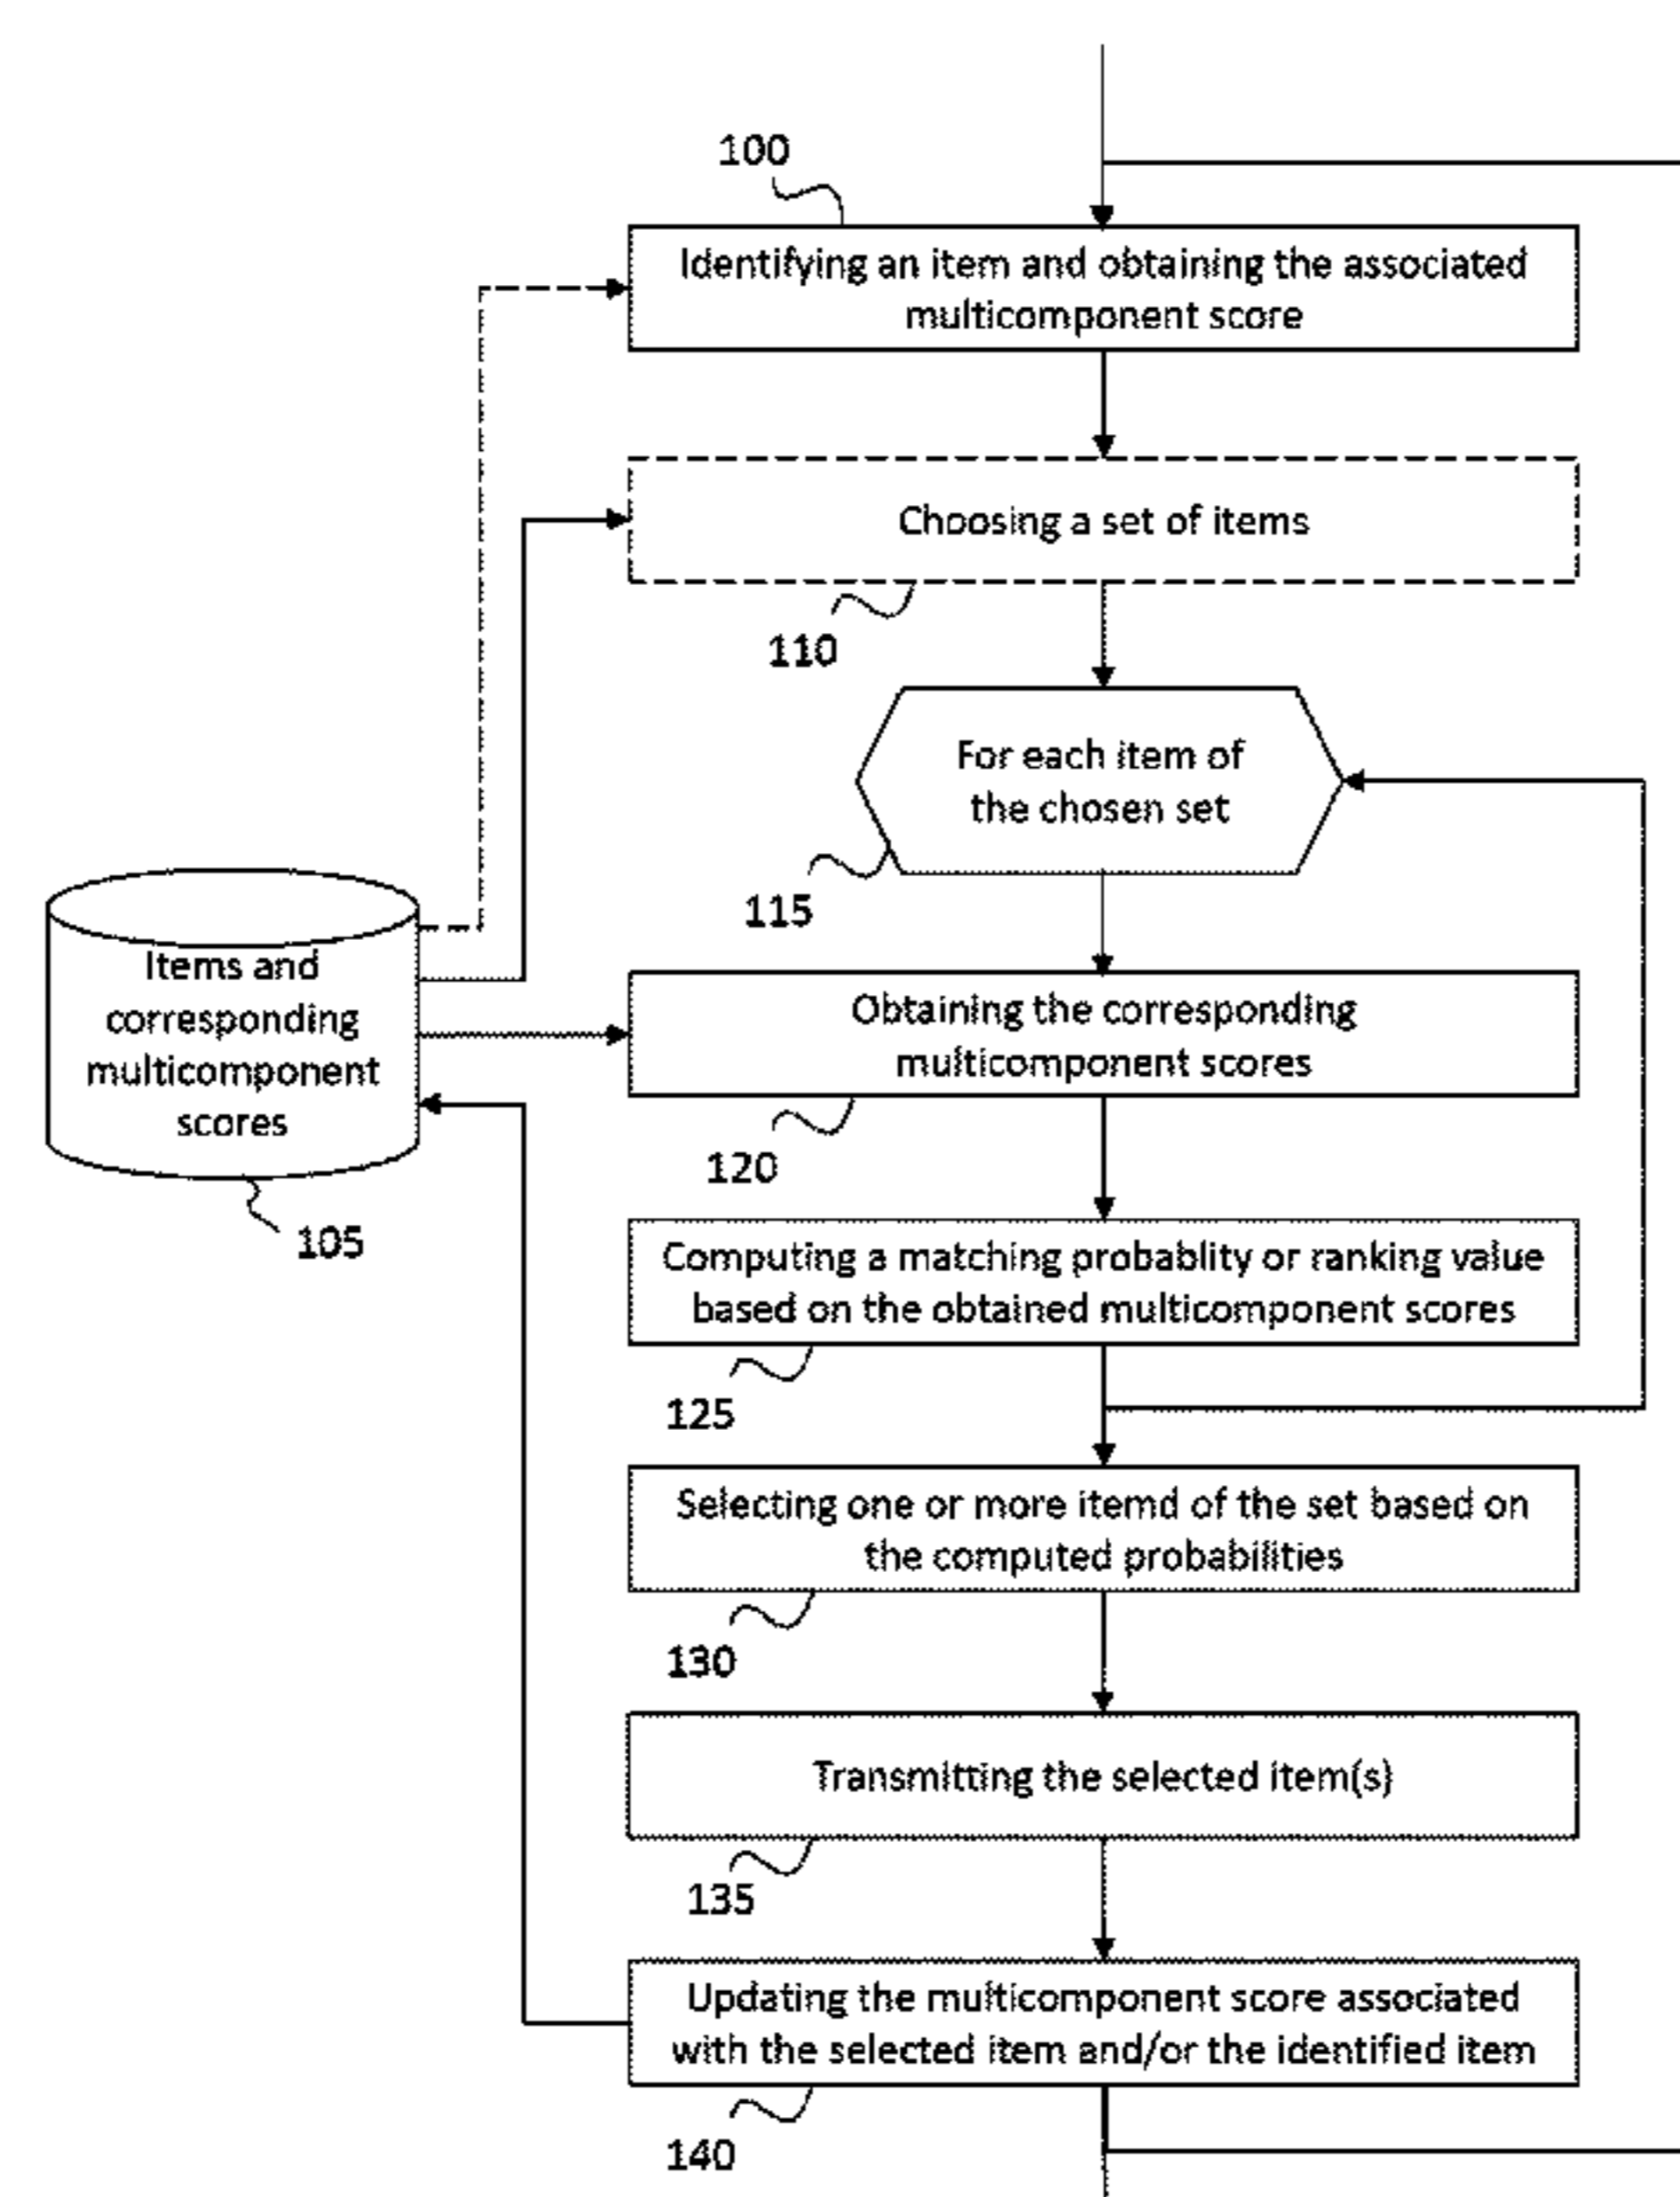 100
Identifying an item and obtaining the associated
multicomponent score
Choosing a set of items
110
For each item of
the chosen set
115
Items and
corresponding
multicomponent
scores
105
Obtaining the corresponding
multicomponent scores
120
Computing a matching probablity or ranking value
based on the obtained multicomponent scores
125
Selecting one or more itemd of the set based on
the computed probabilities
130
Transmitting the selected item(s)
135
Updating the multicomponent score associated
with the selected item and/or the identified item
140